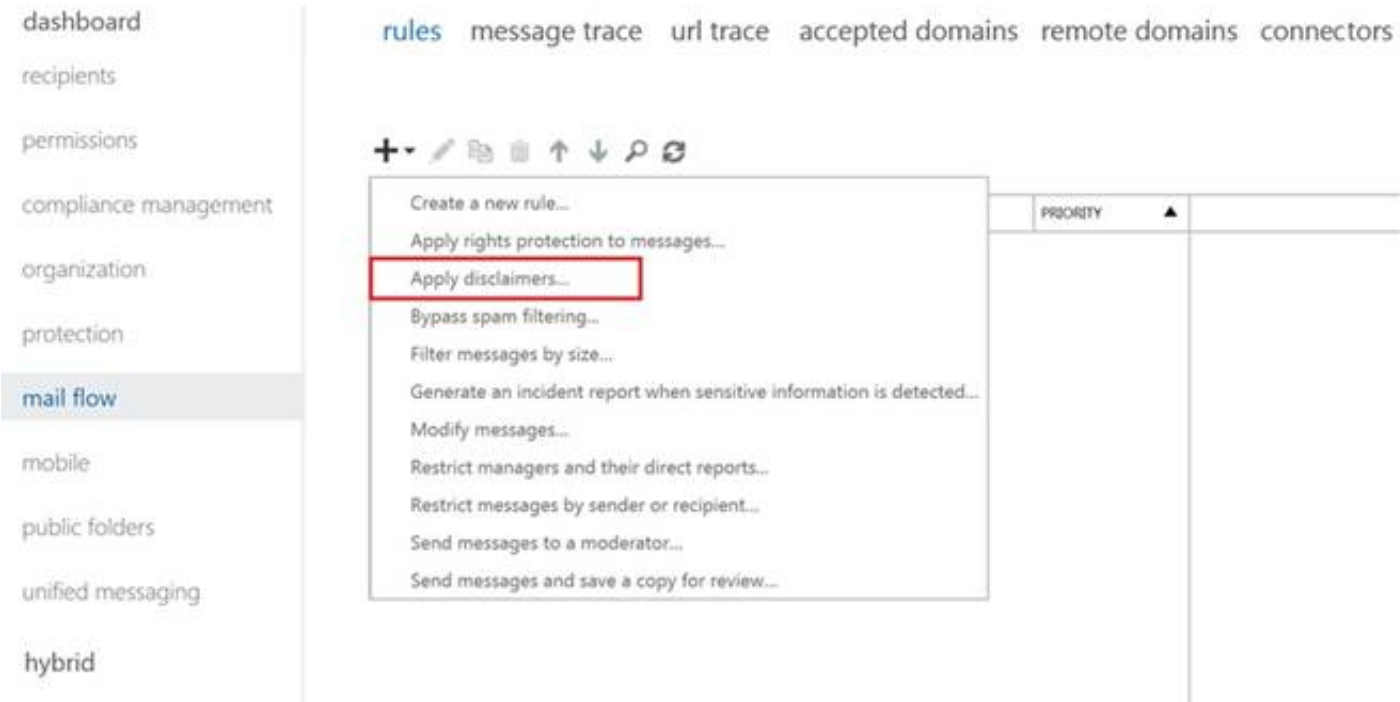 dashboard
rules message trace url trace accepted domains remote domains connectors
recipients
permissions
compliance management
organization
protection
mail flow
mobile
public folders
unified messaging
hybrid
Create a new rule...
Apply rights protection to messages...
Apply disclaimers...
Bypass spam filtering...
Filter messages by size...
Generate an incident report when sensitive information is detected...
Modify messages...
Restrict managers and their direct reports...
Restrict messages by sender or recipient...
Send messages to a moderator...
Send messages and save a copy for review...
PRIORITY